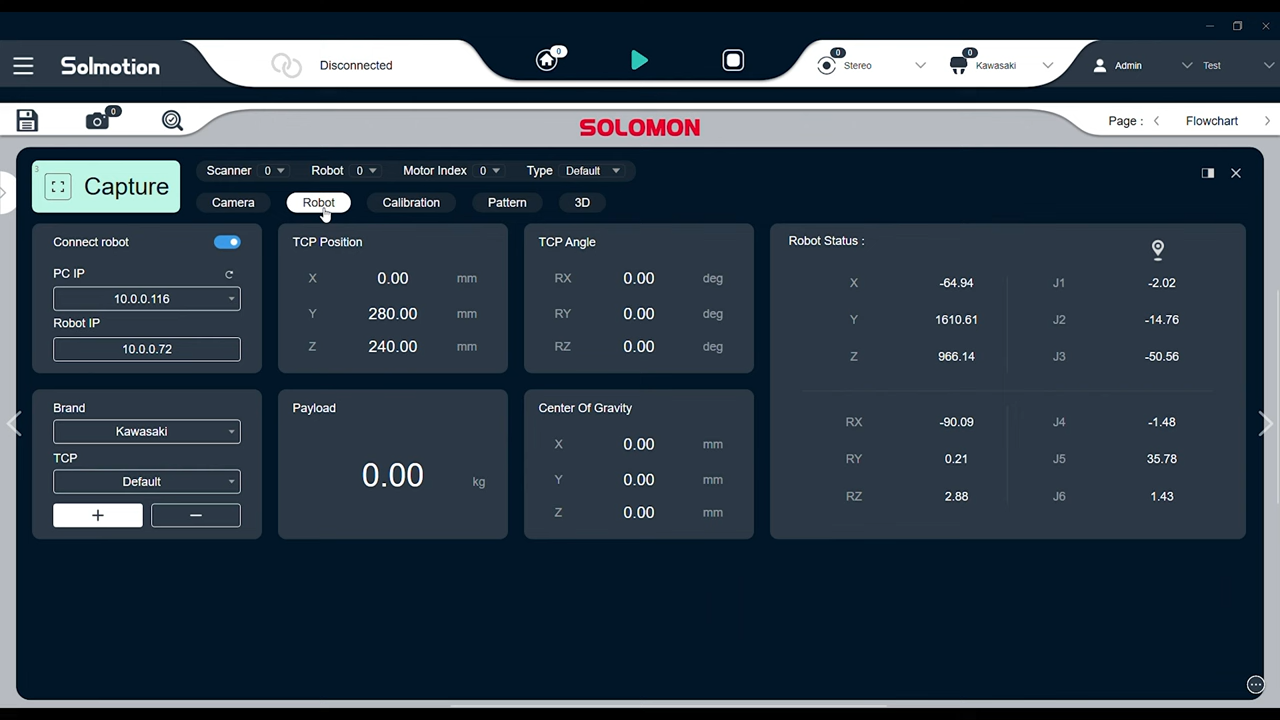 Solmotion
Disconnected
0
0
Stereo
0
Kawasaki
Admin
Test
0
SOLOMON
Page :
Flowchart
3
Capture
Scanner 0
Robot 0
Motor Index 0
Type Default
Camera
Robot
Calibration
Pattern
3D
Connect robot
PC IP
10.0.0.116
Robot IP
10.0.0.72
TCP Position
X 0.00 mm
Y 280.00 mm
Z 240.00 mm
TCP Angle
RX 0.00 deg
RY 0.00 deg
RZ 0.00 deg
Robot Status :
X -64.94 J1 -2.02
Y 1610.61 J2 -14.76
Z 966.14 J3 -50.56
RX -90.09 J4 -1.48
RY 0.21 J5 35.78
RZ 2.88 J6 1.43
Brand
Kawasaki
TCP
Default
+ −
Payload
0.00 kg
Center Of Gravity
X 0.00 mm
Y 0.00 mm
Z 0.00 mm